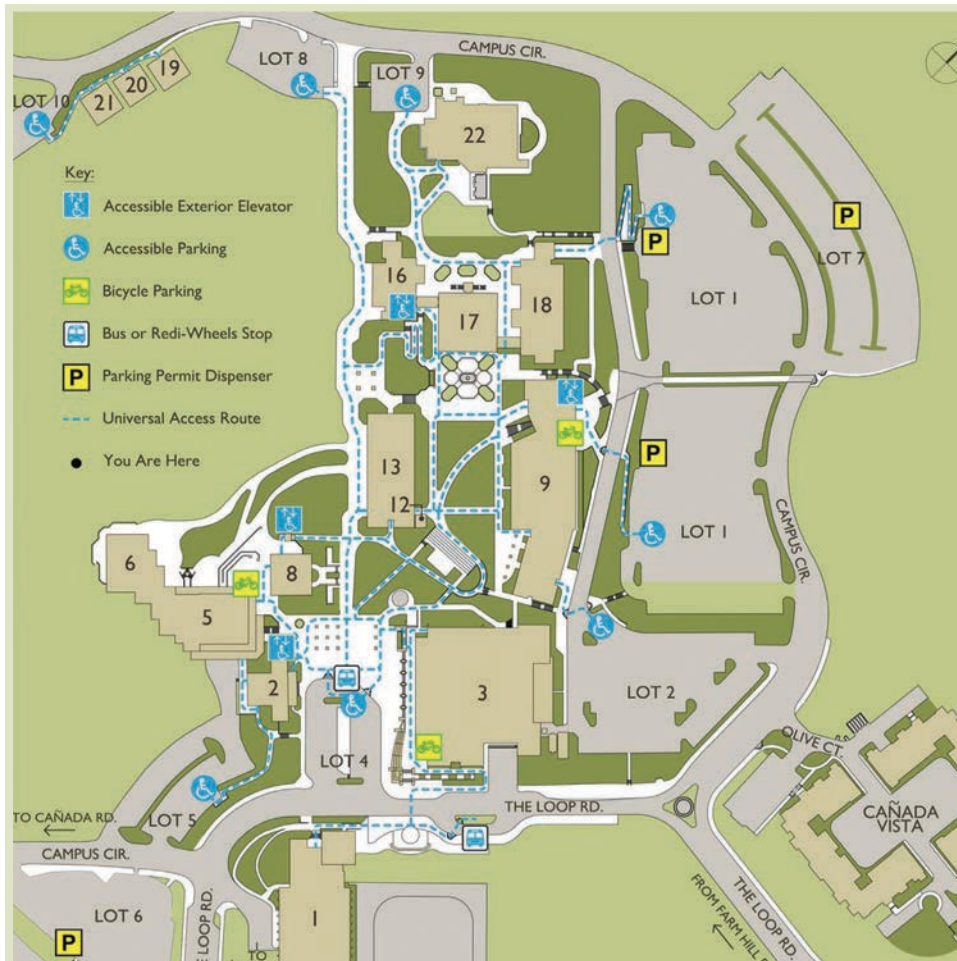 CAMPUS CIR.
LOT 8
LOT 9
19
20
21
LOT 10
22
Key:
Accessible Exterior Elevator
Accessible Parking
Bicycle Parking
Bus or Redi-Wheels Stop
P
Parking Permit Dispenser
Universal Access Route
You Are Here
P
LOT 7
P
LOT 1
16
17
18
13
12
9
P
LOT 1
CAMPUS CIR.
6
5
8
2
3
LOT 2
LOT 4
OLIVE CT.
CAÑADA
VISTA
THE LOOP RD.
LOT 5
TO CAÑADA RD.
CAMPUS CIR.
LOT 6
P
E LOOP RD.
TO
1
FROM FARM HILL
THE LOOP RD.